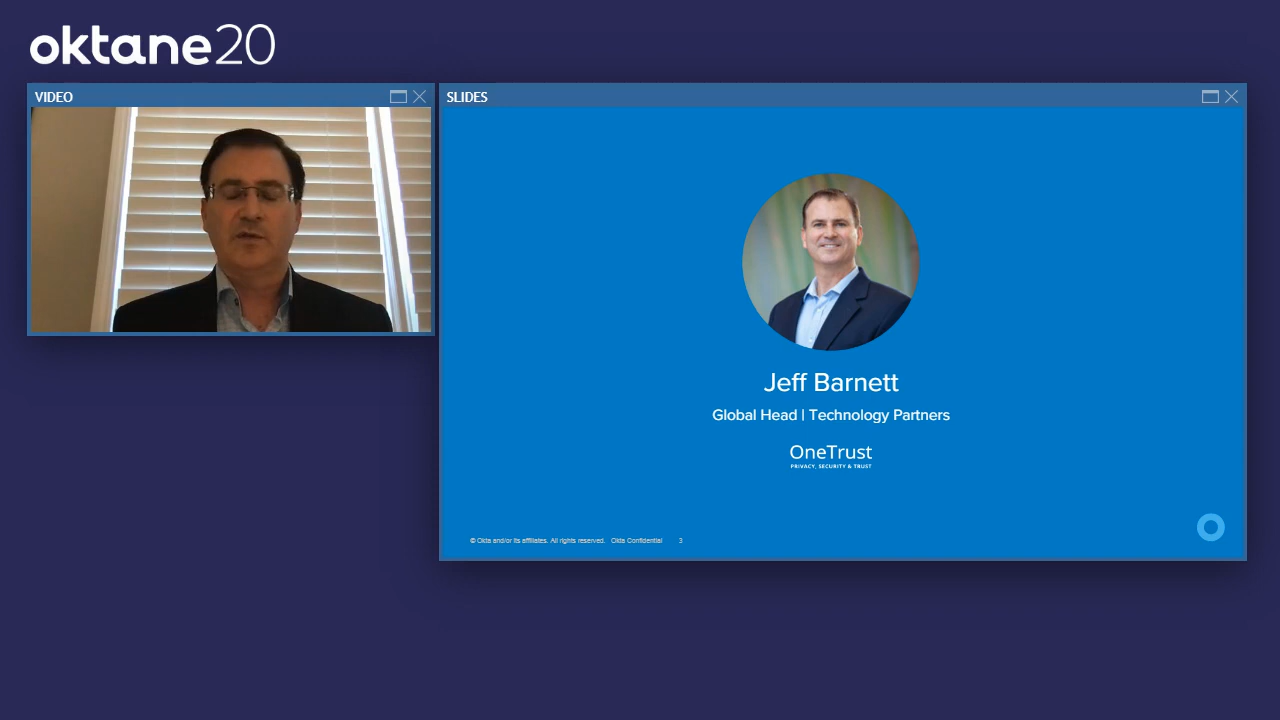 oktane20
VIDEO
SLIDES
Jeff Barnett
Global Head | Technology Partners
OneTrust
PRIVACY, SECURITY & TRUST
© Okta and/or its affiliates. All rights reserved. Okta Confidential 3